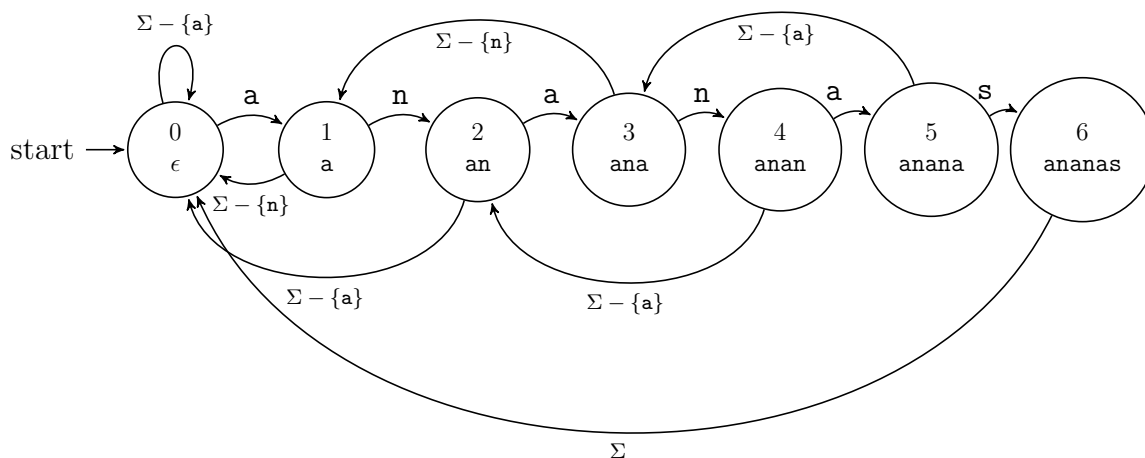 Σ − {a}
Σ − {n}
Σ − {a}
a
n
a
n
a
s
start
0
ϵ
1
a
2
an
3
ana
4
anan
5
anana
6
ananas
Σ − {n}
Σ − {a}
Σ − {a}
Σ